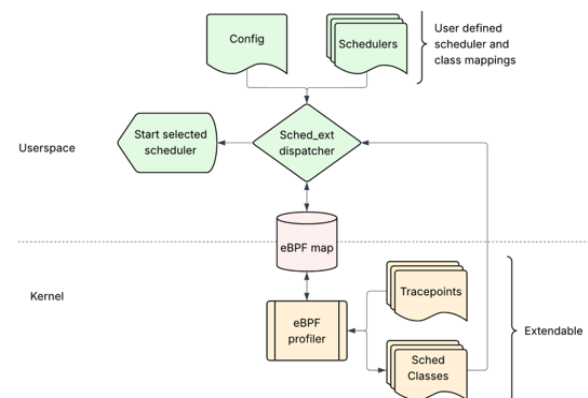 Config
Schedulers
User defined
scheduler and
class mappings
Userspace
Start selected
scheduler
Sched_ext
dispatcher
eBPF map
Kernel
eBPF
profiler
Tracepoints
Sched
Classes
Extendable